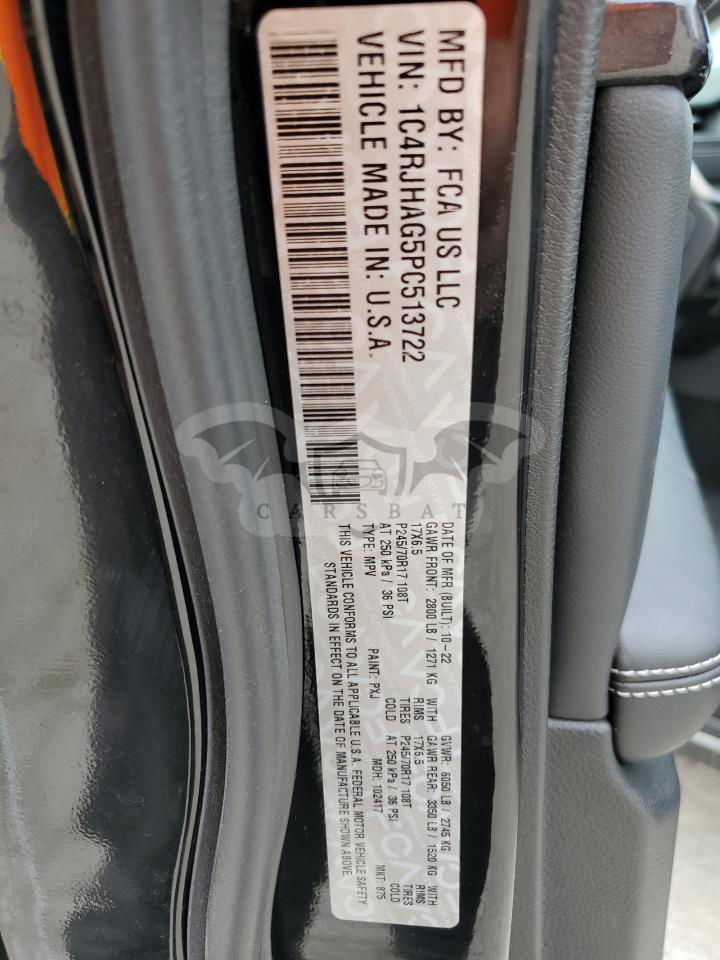 MFD BY: FCA US LLC
VIN: 1C4RJHAG5PC513722
VEHICLE MADE IN: U.S.A.
DATE OF MFR (BUILT): 10-22 GVWR: 6050 LB / 2745 KG
GAWR FRONT: 2800 LB / 1271 KG WITH GAWR REAR: 3350 LB / 1520 KG WITH
17X6.5 RIMS 17X6.5 RIMS
P245/70R17 108T TIRES P245/70R17 108T TIRES
AT 250 kPa / 36 PSI COLD AT 250 kPa / 36 PSI COLD
TYPE: MPV PAINT: PXJ MDH: 102417 MKT: 875
THIS VEHICLE CONFORMS TO ALL APPLICABLE U.S.A. FEDERAL MOTOR VEHICLE SAFETY
STANDARDS IN EFFECT ON THE DATE OF MANUFACTURE SHOWN ABOVE.
CARSBAT